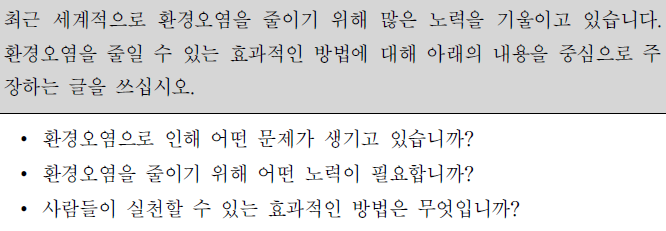 최근 세계적으로 환경오염을 줄이기 위해 많은 노력을 기울이고 있습니다.
환경오염을 줄일 수 있는 효과적인 방법에 대해 아래의 내용을 중심으로 주
장하는 글을 쓰십시오.
• 환경오염으로 인해 어떤 문제가 생기고 있습니까?
• 환경오염을 줄이기 위해 어떤 노력이 필요합니까?
• 사람들이 실천할 수 있는 효과적인 방법은 무엇입니까?